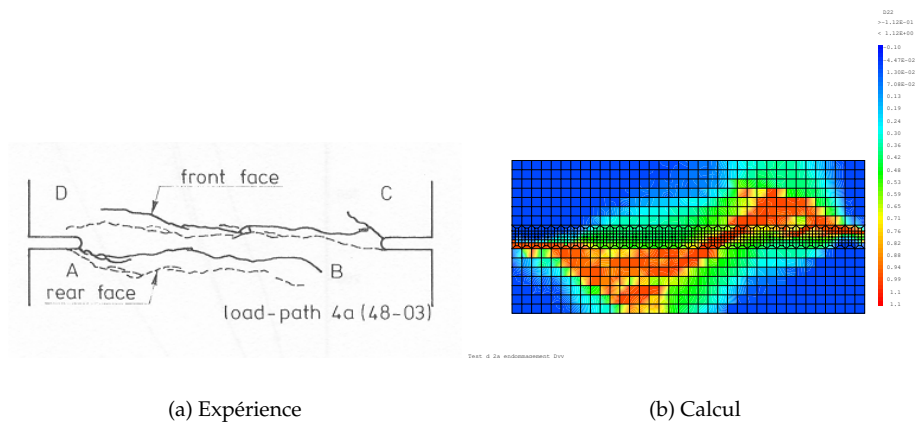 D
front face
C
A
B
rear face
load-path 4a (48-03)
D22
>-1.12E-01
< 1.12E+00
-0.10
-4.47E-02
1.30E-02
7.08E-02
0.13
0.19
0.24
0.30
0.36
0.42
0.48
0.53
0.59
0.65
0.71
0.76
0.82
0.88
0.94
0.99
1.1
1.1
Test d 2a endommagement Dyy
(a) Expérience
(b) Calcul